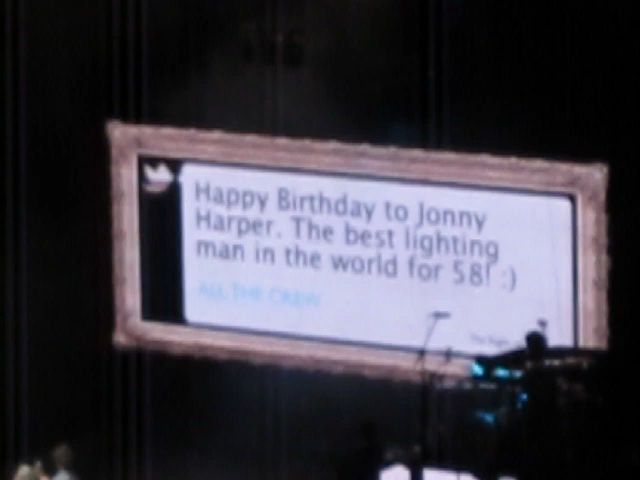 Happy Birthday to Jonny
Harper. The best lighting
man in the world for 58! :)
ALL THE CREW